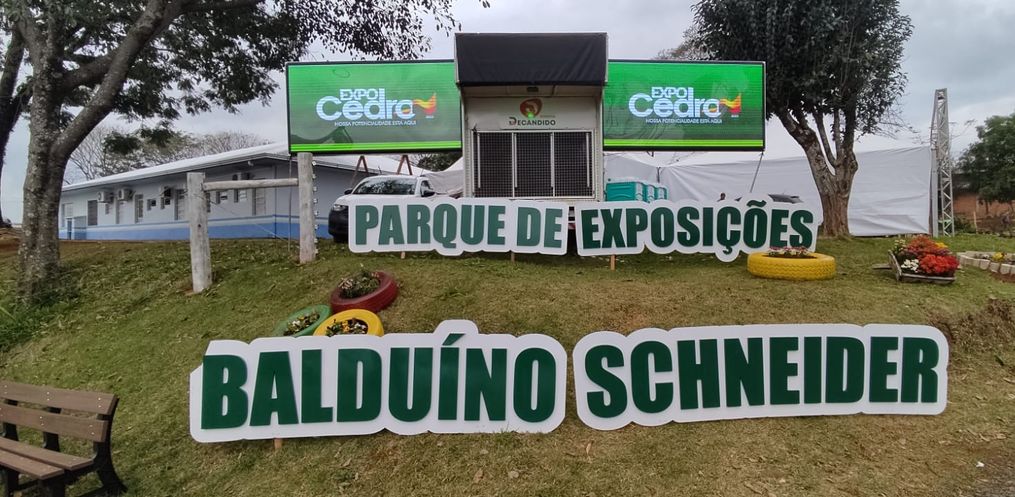 EXPO
Cedro
NOSSA POTENCIALIDADE ESTÁ AQUI
DECANDIDO
EXPO
Cedro
NOSSA POTENCIALIDADE ESTÁ AQUI
PARQUE DE EXPOSIÇÕES
BALDUÍNO SCHNEIDER